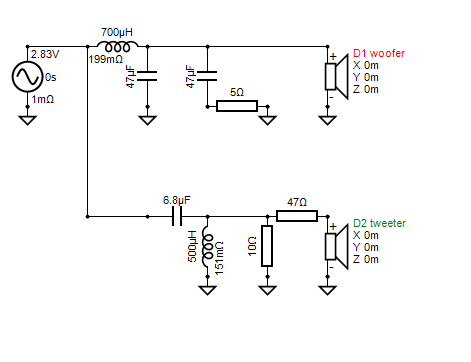 700µH
2.83V
0s
1mΩ
199mΩ
47µF
47µF
5Ω
+
-
D1 woofer
X 0m
Y 0m
Z 0m
6.8µF
500µH
151mΩ
10Ω
47Ω
+
-
D2 tweeter
X 0m
Y 0m
Z 0m